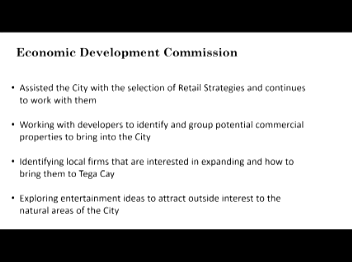 Economic Development Commission
• Assisted the City with the selection of Retail Strategies and continues
to work with them
• Working with developers to identify and group potential commercial
properties to bring into the City
• Identifying local firms that are interested in expanding and how to
bring them to Tega Cay
• Exploring entertainment ideas to attract outside interest to the
natural areas of the City